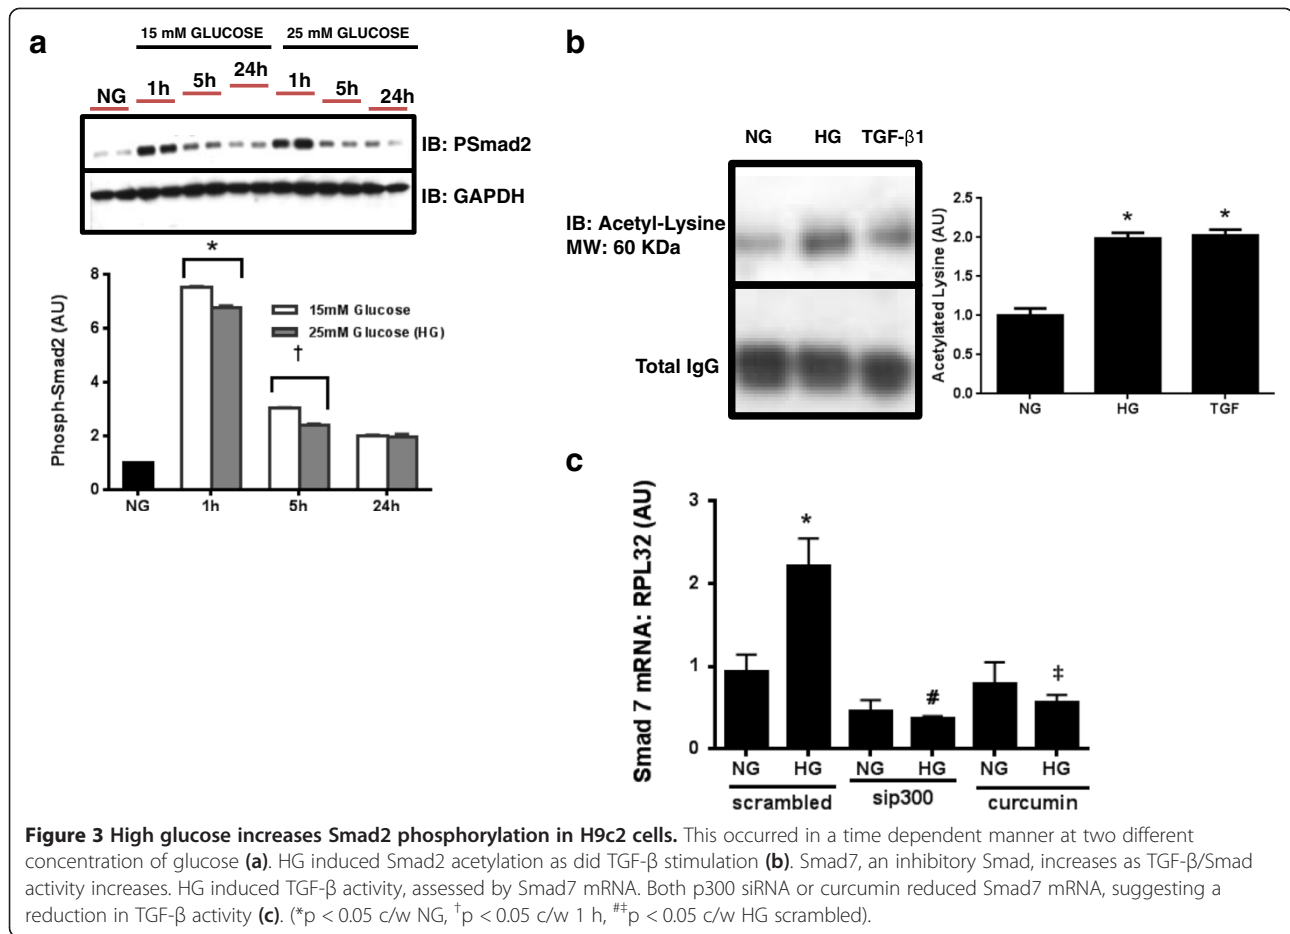 a
15 mM GLUCOSE 25 mM GLUCOSE
NG 1h 5h 24h 1h 5h 24h
IB: PSmad2
IB: GAPDH
*
8
6
4
2
0
Phosph-Smad2 (AU)
15mM Glucose
25mM Glucose (HG)
†
NG 1h 5h 24h
b
NG HG TGF-β1
IB: Acetyl-Lysine
MW: 60 KDa
Total IgG
Acetylated Lysine (AU)
2.5
2.0
1.5
1.0
0.5
0.0
* *
NG HG TGF
c
Smad 7 mRNA: RPL32 (AU)
3
2
1
0
*
#
‡
NG HG NG HG NG HG
scrambled sip300 curcumin
Figure 3 High glucose increases Smad2 phosphorylation in H9c2 cells. This occurred in a time dependent manner at two different
concentration of glucose (a). HG induced Smad2 acetylation as did TGF-β stimulation (b). Smad7, an inhibitory Smad, increases as TGF-β/Smad
activity increases. HG induced TGF-β activity, assessed by Smad7 mRNA. Both p300 siRNA or curcumin reduced Smad7 mRNA, suggesting a
reduction in TGF-β activity (c). (*p < 0.05 c/w NG, †p < 0.05 c/w 1 h, #‡p < 0.05 c/w HG scrambled).